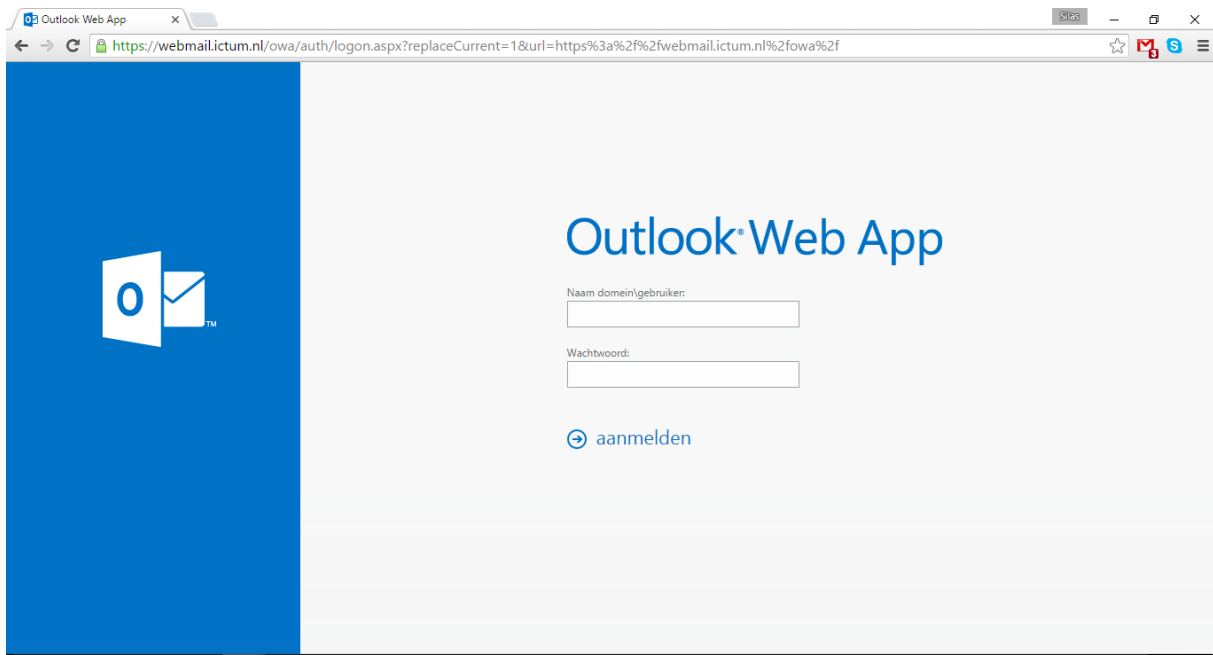 Outlook Web App
Silas
https://webmail.ictum.nl/owa/auth/logon.aspx?replaceCurrent=1&url=https%3a%2f%2fwebmail.ictum.nl%2fowa%2f
3
S
O
TM
Outlook® Web App
Naam domein\gebruiker:
Wachtwoord:
aanmelden